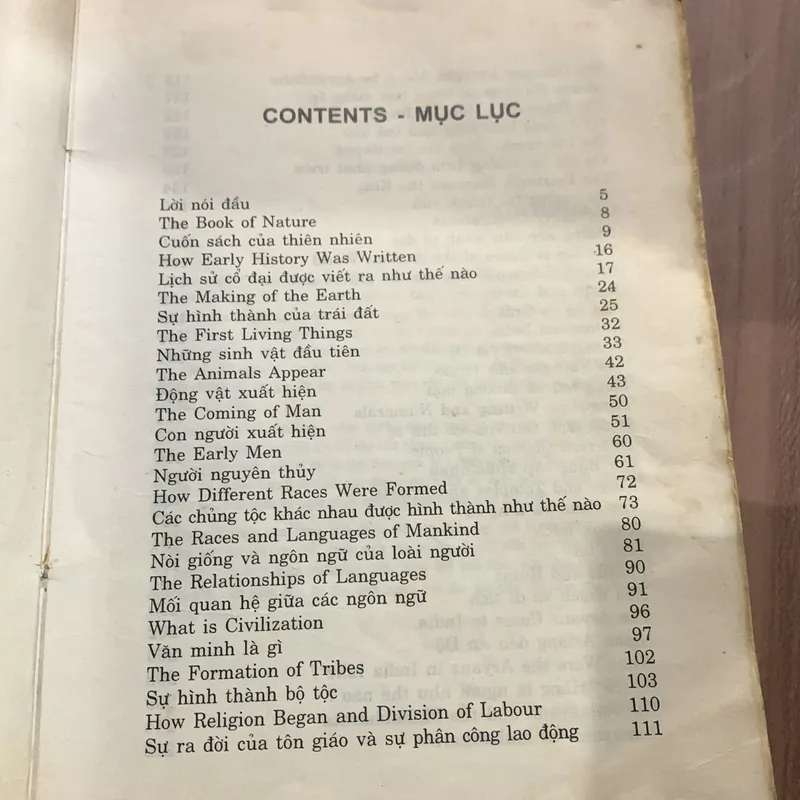 CONTENTS - MỤC LỤC
Lời nói đầu 5
The Book of Nature 8
Cuốn sách của thiên nhiên 9
How Early History Was Written 16
Lịch sử cổ đại được viết ra như thế nào 17
The Making of the Earth 24
Sự hình thành của trái đất 25
The First Living Things 32
Những sinh vật đầu tiên 33
The Animals Appear 42
Động vật xuất hiện 43
The Coming of Man 50
Con người xuất hiện 51
The Early Men 60
Người nguyên thủy 61
How Different Races Were Formed 72
Các chủng tộc khác nhau được hình thành như thế nào 73
The Races and Languages of Mankind 80
Nòi giống và ngôn ngữ của loài người 81
The Relationships of Languages 90
Mối quan hệ giữa các ngôn ngữ 91
What is Civilization 96
Văn minh là gì 97
The Formation of Tribes 102
Sự hình thành bộ tộc 103
How Religion Began and Division of Labour 110
Sự ra đời của tôn giáo và sự phân công lao động 111